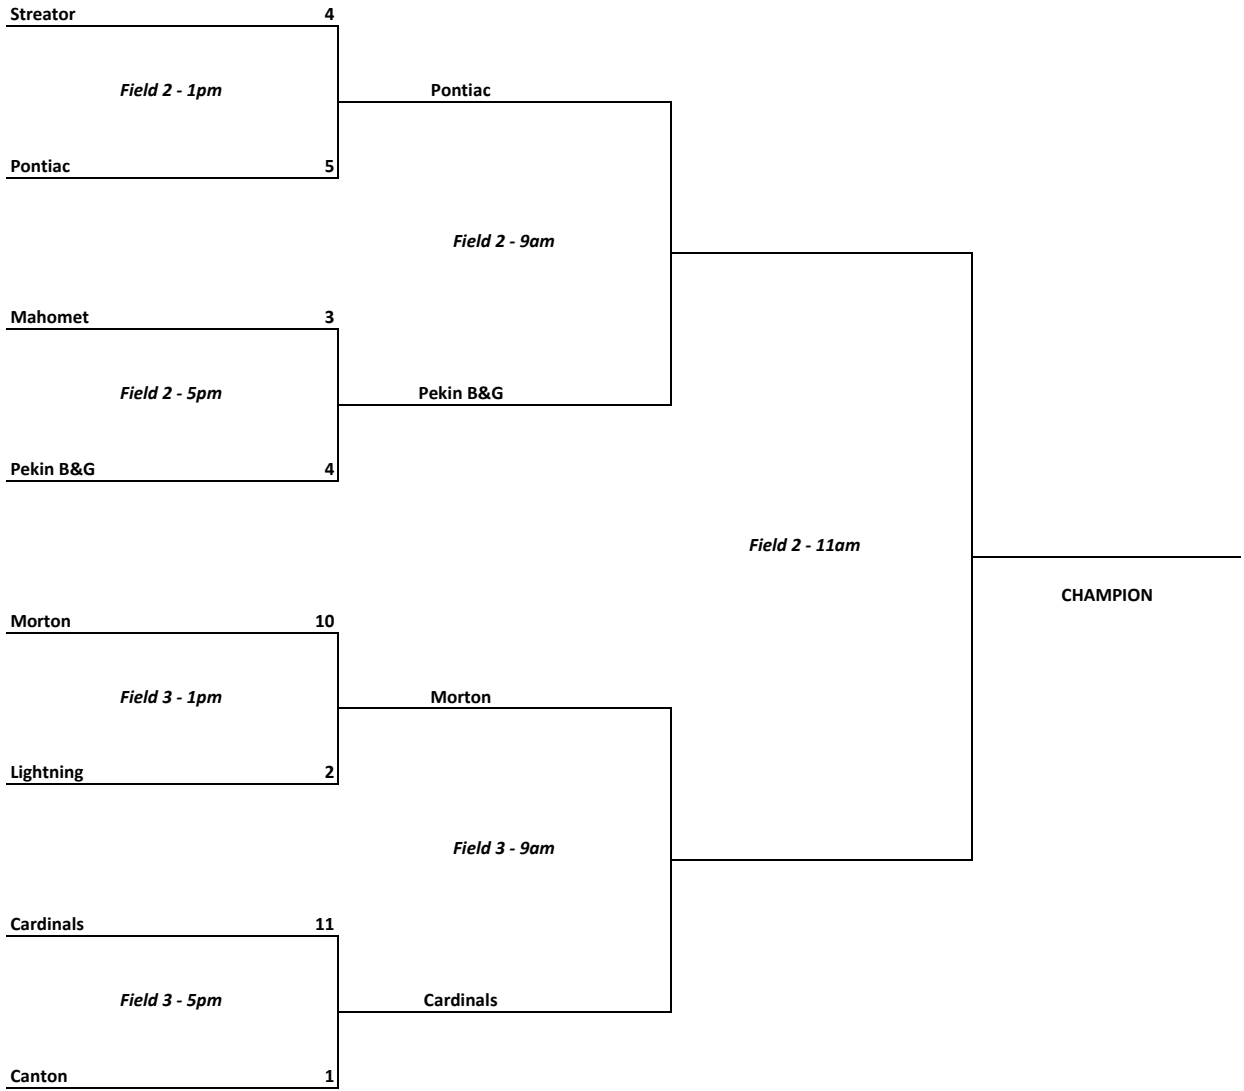 Streator 4
Field 2 - 1pm
Pontiac
Pontiac 5
Field 2 - 9am
Mahomet 3
Field 2 - 5pm
Pekin B&G
Pekin B&G 4
Field 2 - 11am
CHAMPION
Morton 10
Field 3 - 1pm
Morton
Lightning 2
Field 3 - 9am
Cardinals 11
Field 3 - 5pm
Cardinals
Canton 1